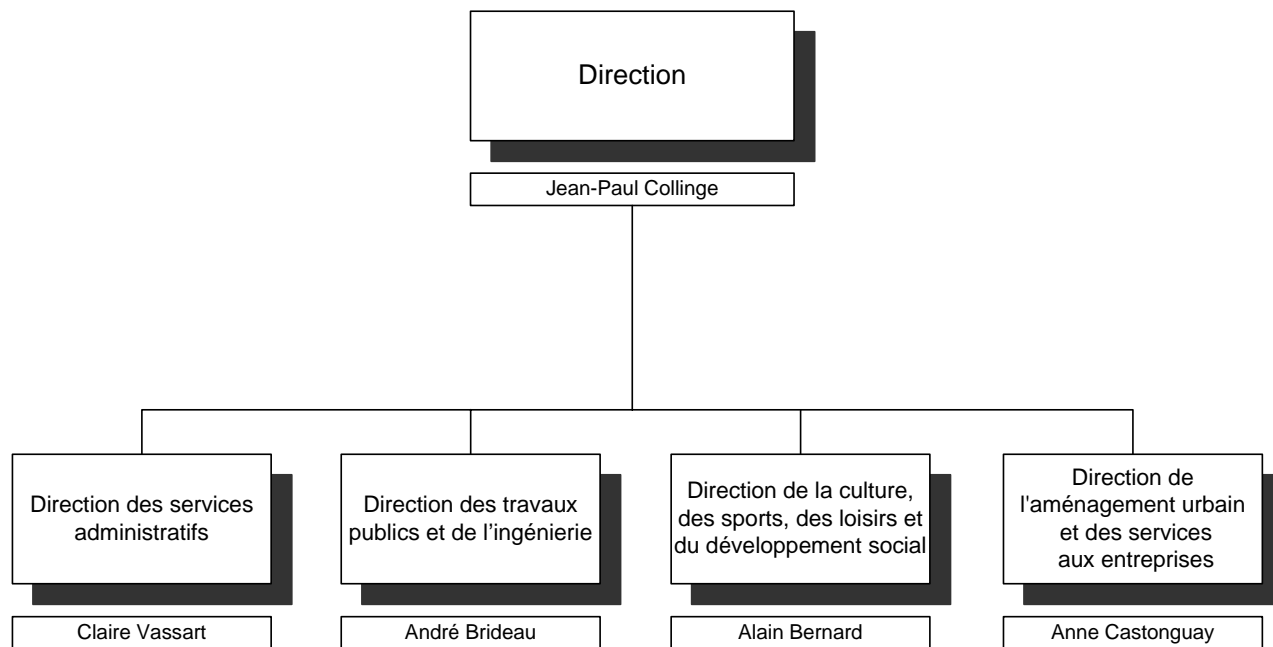 Direction
Jean-Paul Collinge
Direction des services
administratifs
Claire Vassart
Direction des travaux
publics et de l’ingénierie
André Brideau
Direction de la culture,
des sports, des loisirs et
du développement social
Alain Bernard
Direction de
l'aménagement urbain
et des services
aux entreprises
Anne Castonguay